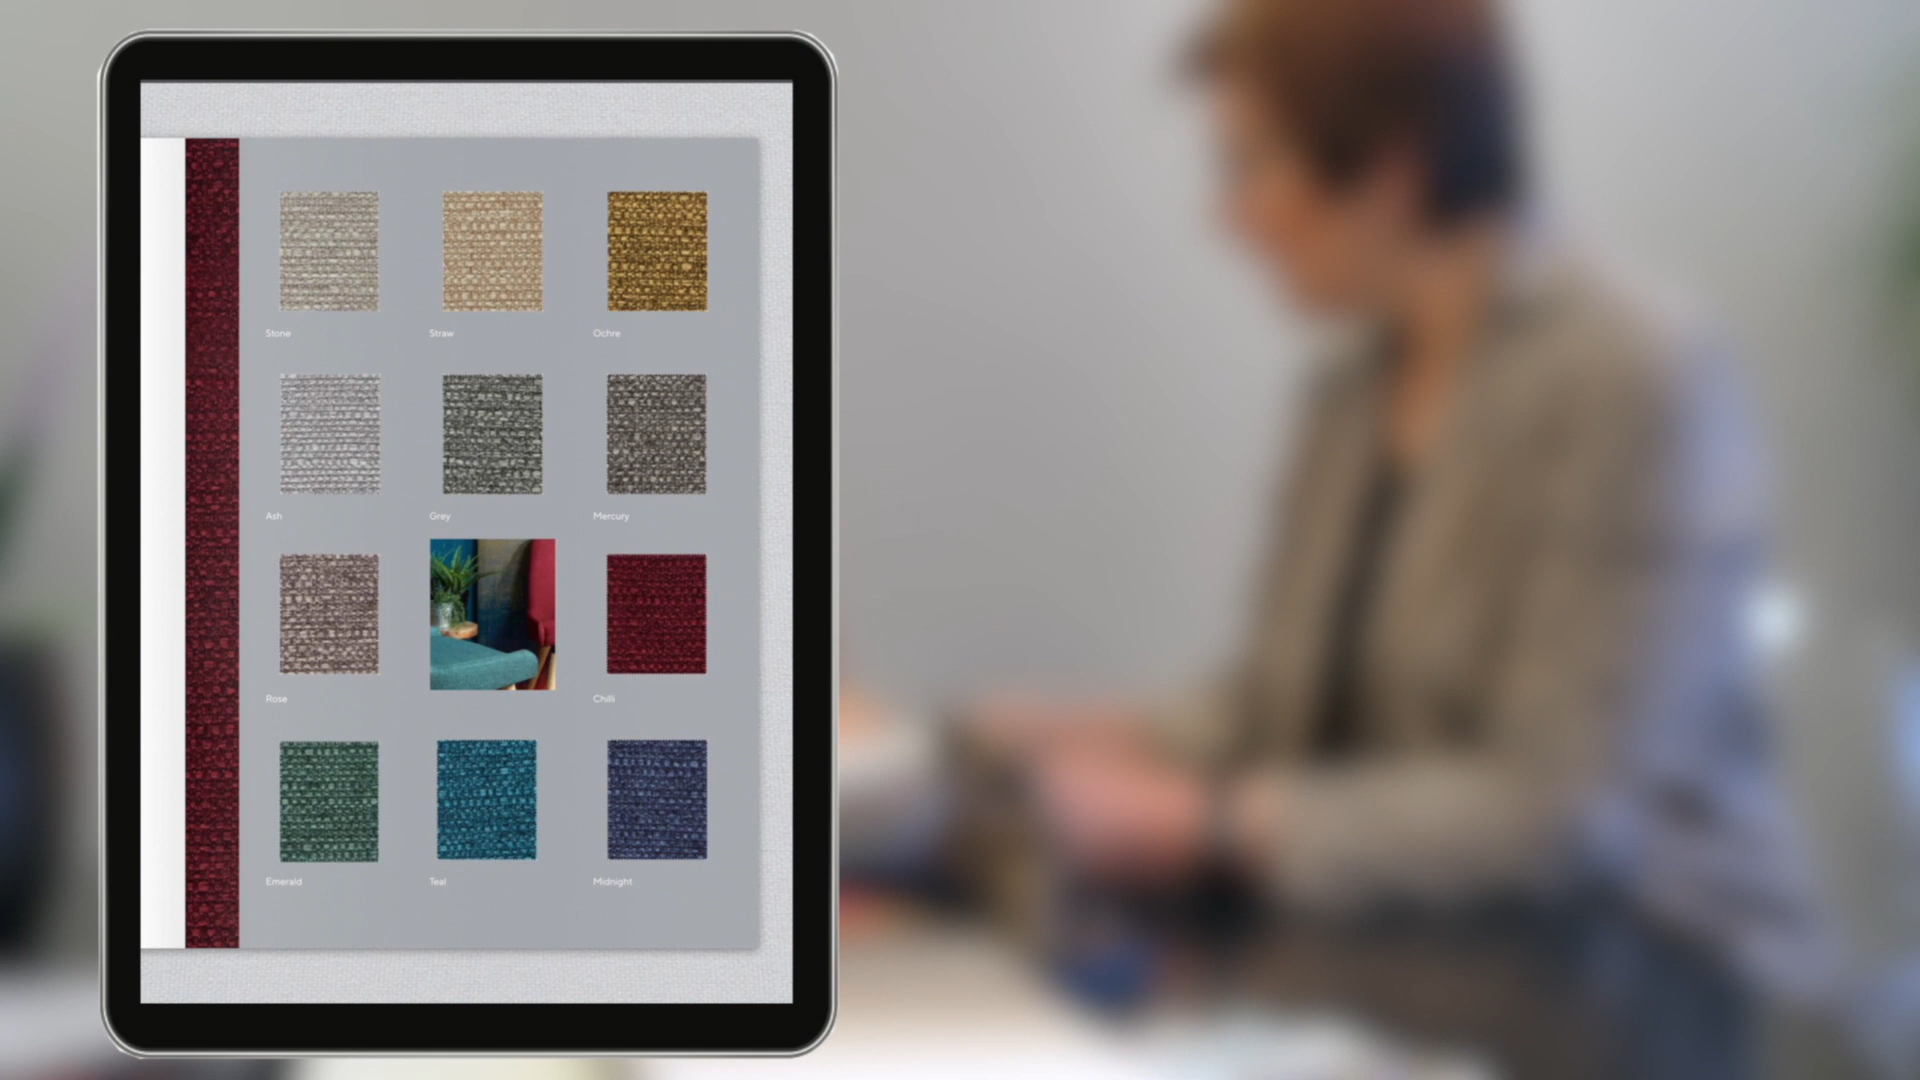 Stone
Straw
Ochre
Ash
Grey
Mercury
Rose
Chilli
Emerald
Teal
Midnight